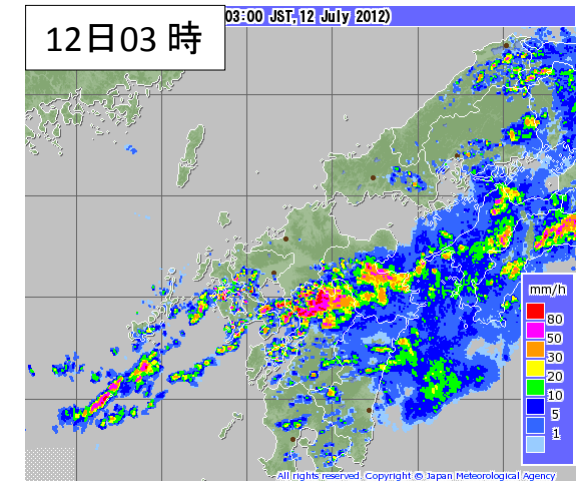 12日03 時
03:00 JST, 12 July 2012)
mm/h
80
50
30
20
10
5
1
All rights reserved. Copyright © Japan Meteorological Agency